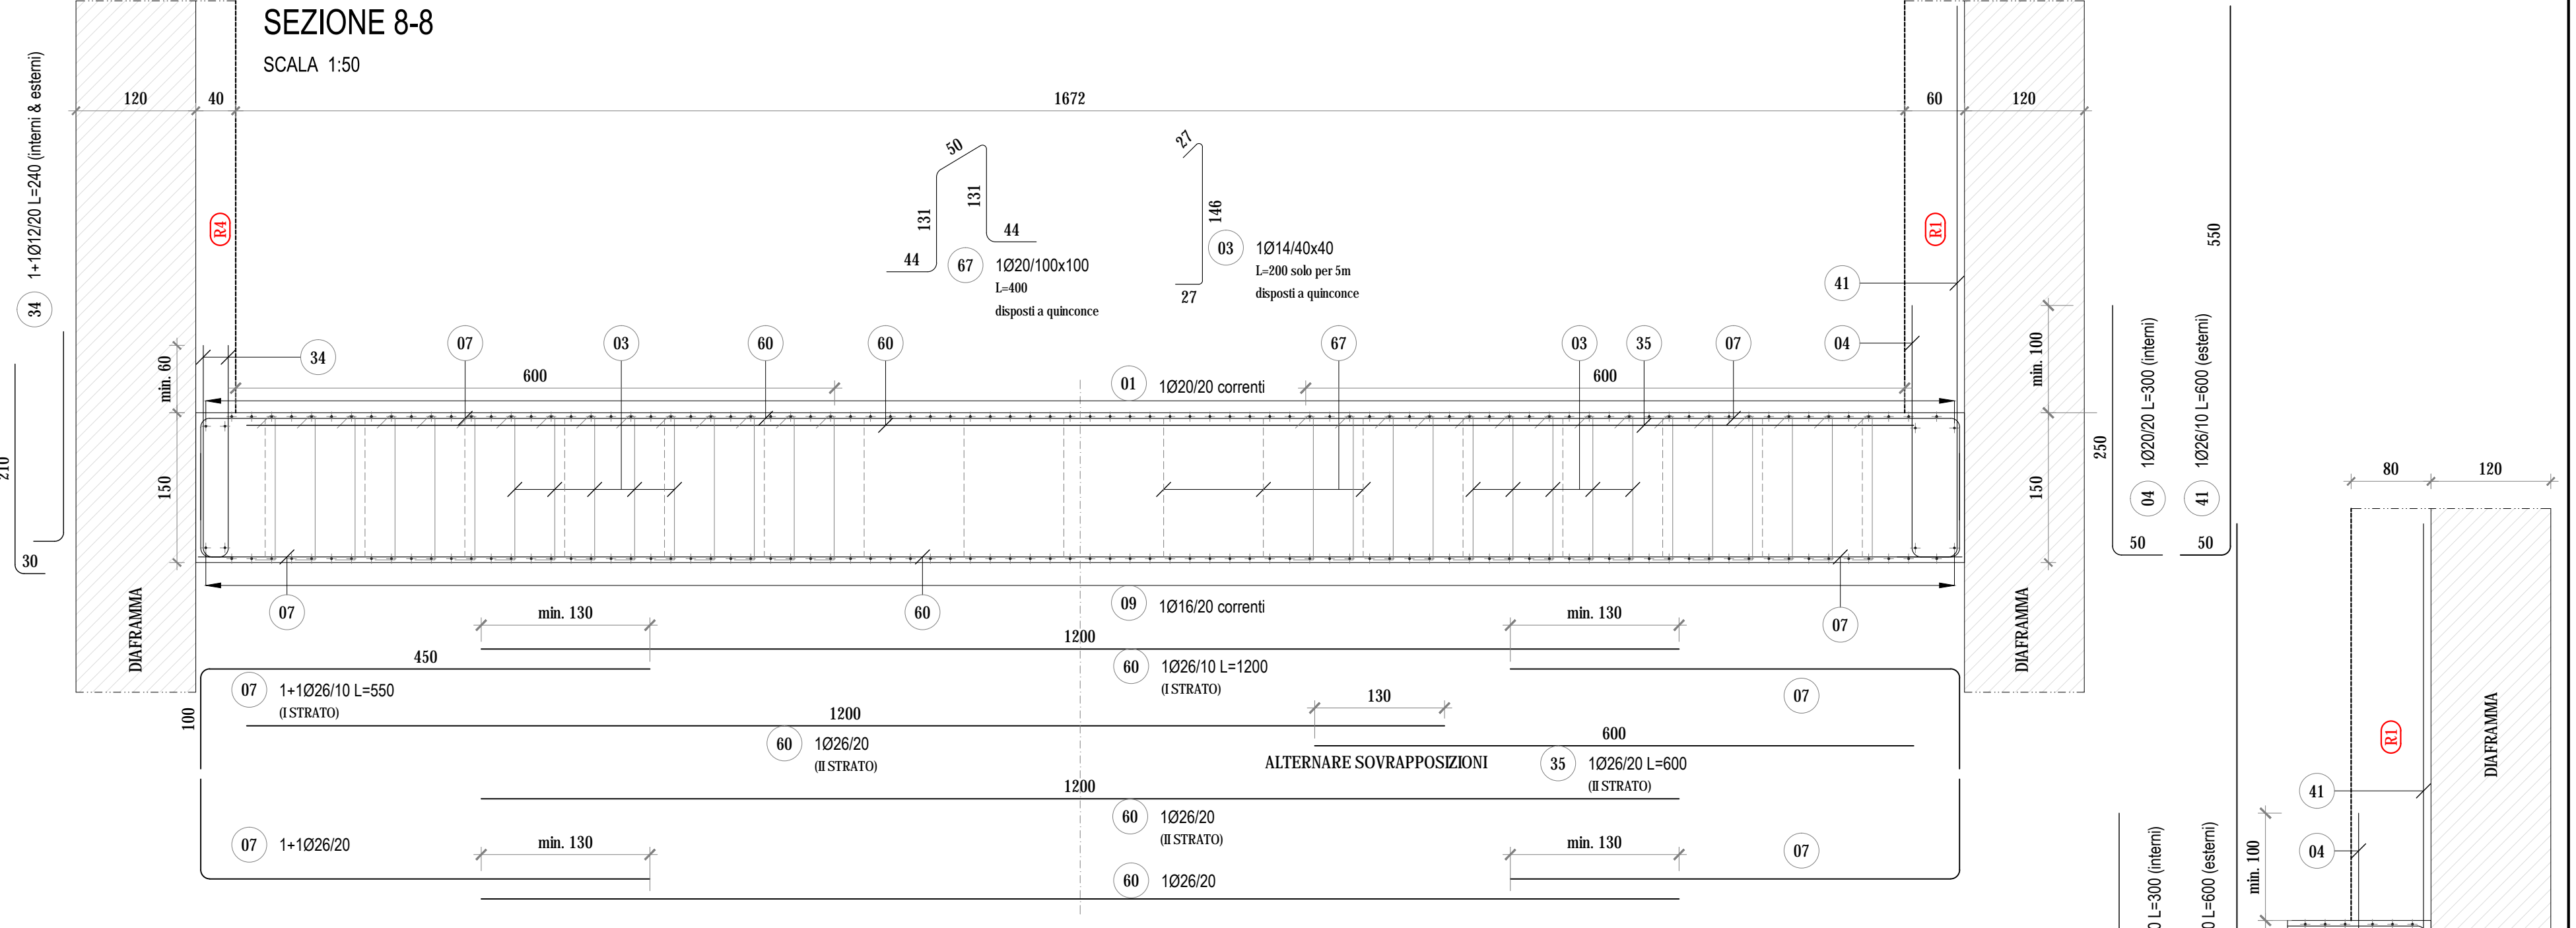 SEZIONE 8-8
SCALA 1:50
120
40
1672
60
120
34 1+1Ø12/20 L=240 (interni & esterni)
210
30
R4
R1
50
131
131
44
44
67 1Ø20/100x100
L=400
disposti a quinconce
27
146
27
03 1Ø14/40x40
L=200 solo per 5m
disposti a quinconce
41
04
34
07
03
60
60
67
03
35
07
min. 60
150
600
01 1Ø20/20 correnti
600
min. 100
150
07
60
09 1Ø16/20 correnti
07
DIAFRAMMA
DIAFRAMMA
min. 130
1200
min. 130
450
07 1+1Ø26/10 L=550
(I STRATO)
60 1Ø26/10 L=1200
(I STRATO)
07
100
1200
60 1Ø26/20
(II STRATO)
130
600
ALTERNARE SOVRAPPOSIZIONI
35 1Ø26/20 L=600
(II STRATO)
1200
60 1Ø26/20
(II STRATO)
07 1+1Ø26/20
min. 130
min. 130
07
60 1Ø26/20
250
50
04 1Ø20/20 L=300 (interni)
550
50
41 1Ø26/10 L=600 (esterni)
80
120
R1
DIAFRAMMA
41
04
min. 100
0 L=300 (interni)
0 L=600 (esterni)